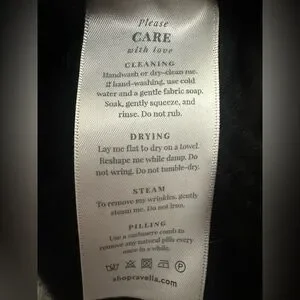 Please
CARE
with love
CLEANING
Handwash or dry-clean me.
If hand-washing, use cold
water and a gentle fabric soap.
Soak, gently squeeze, and
rinse. Do not rub.
DRYING
Lay me flat to dry on a towel.
Reshape me while damp. Do
not wring. Do not tumble-dry.
STEAM
To remove my wrinkles, gently
steam me. Do not iron.
PILLING
Use a cashmere comb to
remove any natural pills every
once in a while.
shopravella.com